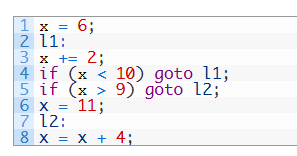 1 x = 6;
2 l1:
3 x += 2;
4 if (x < 10) goto l1;
5 if (x > 9) goto l2;
6 x = 11;
7 l2:
8 x = x + 4;